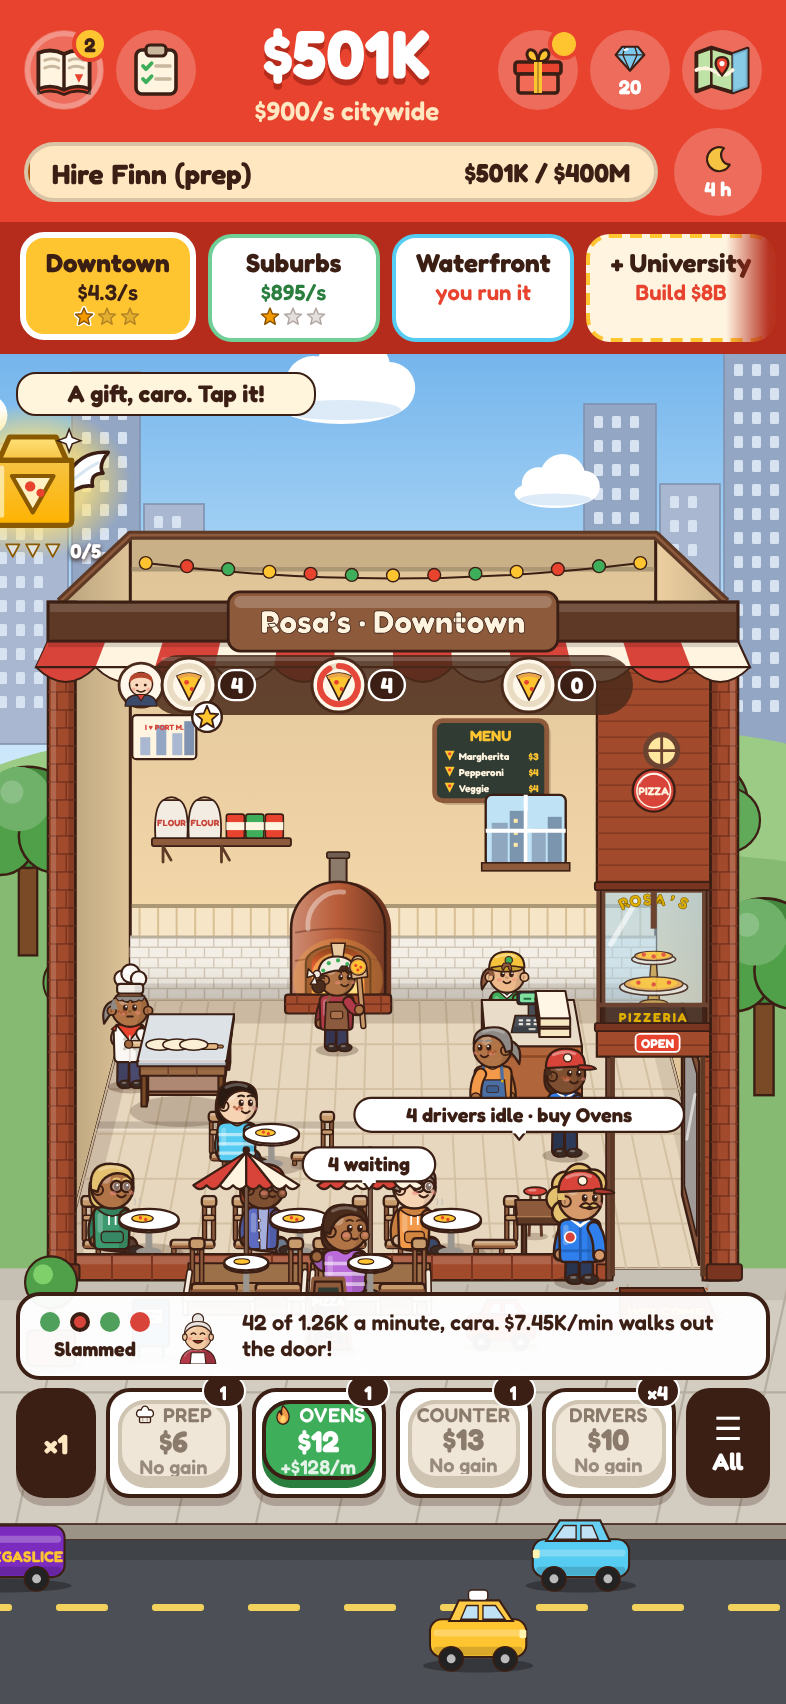 2
$501K
$900/s citywide
20
Hire Finn (prep)
$501K / $400M
4 h
Downtown
$4.3/s
Suburbs
$895/s
Waterfront
you run it
+ University
Build $8B
A gift, caro. Tap it!
0/5
Rosa's · Downtown
4
4
0
MENU
Margherita $3
Pepperoni $4
Veggie $4
PIZZA
FLOUR FLOUR
ROSA'S
PIZZERIA
OPEN
4 drivers idle · buy Ovens
4 waiting
Slammed
42 of 1.26K a minute, cara. $7.45K/min walks out
the door!
x1
1
PREP
$6
No gain
1
OVENS
$12
+$128/m
1
COUNTER
$13
No gain
x4
DRIVERS
$10
No gain
All
EGASLICE